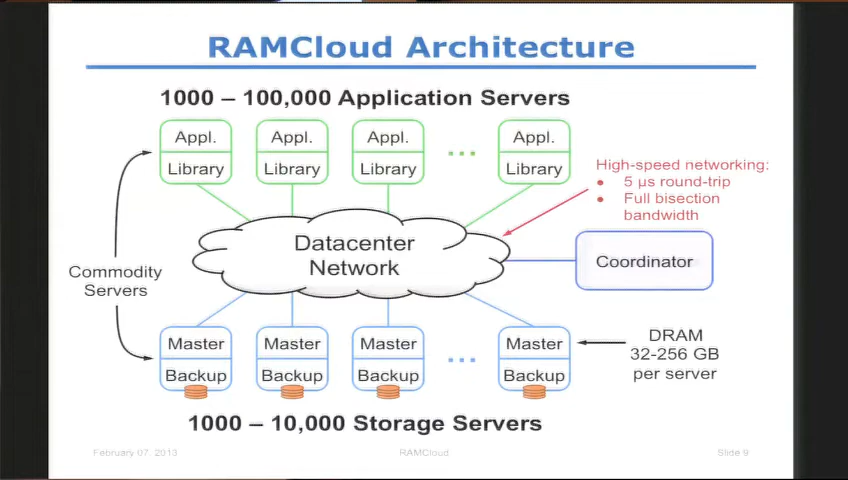 RAMCloud Architecture
1000 – 100,000 Application Servers
Appl.
Appl.
Appl.
Appl.
Library
Library
Library
...
Library
High-speed networking:
• 5 µs round-trip
• Full bisection
bandwidth
Datacenter
Network
Coordinator
Commodity
Servers
Master
Master
Master
Master
Backup
Backup
Backup
...
Backup
DRAM
32-256 GB
per server
1000 – 10,000 Storage Servers
February 07, 2013
RAMCloud
Slide 9